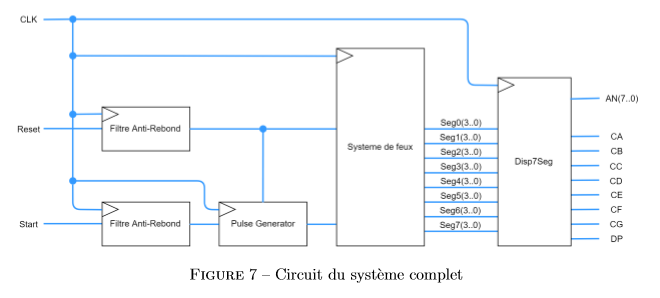 CLK
AN(7..0)
Reset
Filtre Anti-Rebond
Systeme de feux
Seg0(3..0)
Seg1(3..0)
Seg2(3..0)
Seg3(3..0)
Seg4(3..0)
Seg5(3..0)
Seg6(3..0)
Seg7(3..0)
Disp7Seg
CA
CB
CC
CD
CE
CF
CG
DP
Start
Filtre Anti-Rebond
Pulse Generator
FIGURE 7 – Circuit du système complet